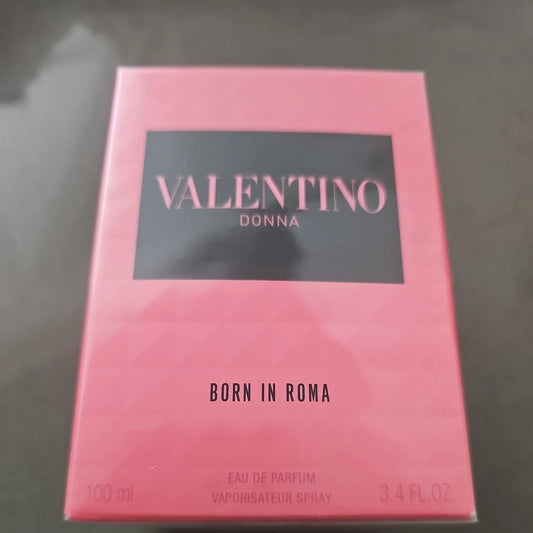 VALENTINO
DONNA
BORN IN ROMA
EAU DE PARFUM
100 ml VAPORISATEUR SPRAY 3.4 FL.OZ.